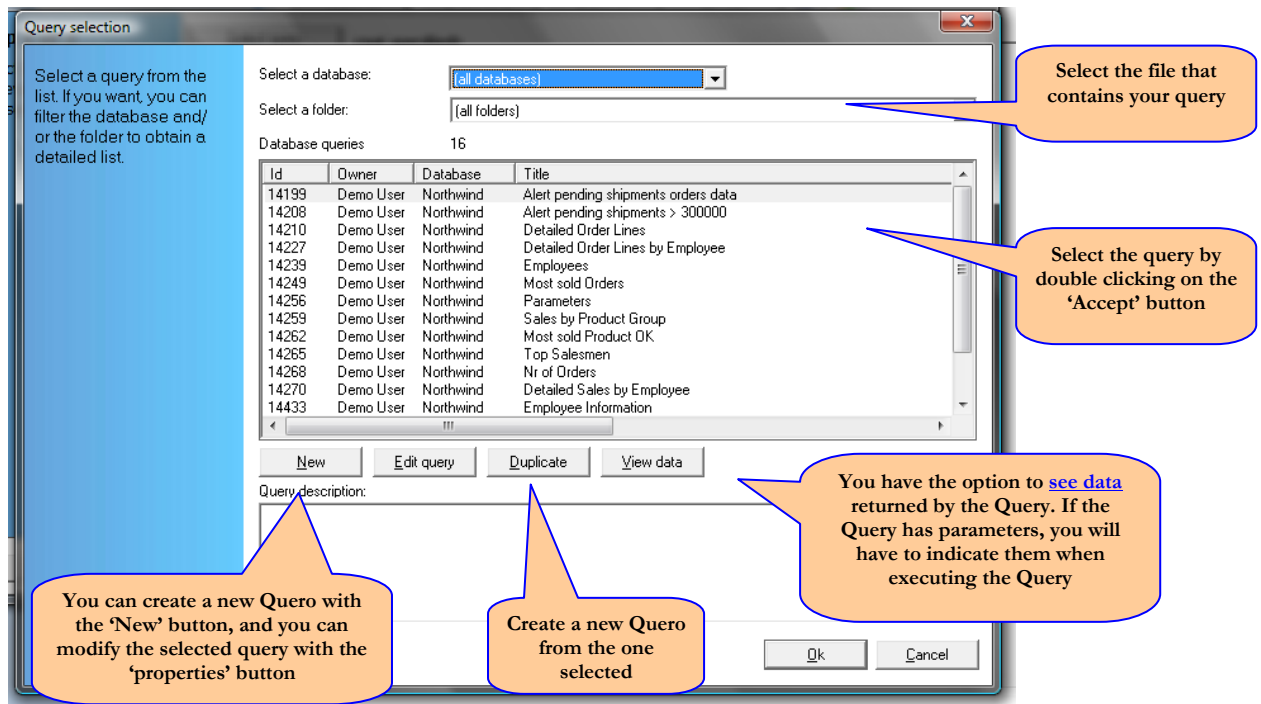 Query selection
Select a query from the
list. If you want, you can
filter the database and/
or the folder to obtain a
detailed list.
Select a database:
(all databases)
Select a folder:
(all folders)
Database queries 16
Id Owner Database Title
14199 Demo User Northwind Alert pending shipments orders data
14208 Demo User Northwind Alert pending shipments > 300000
14210 Demo User Northwind Detailed Order Lines
14227 Demo User Northwind Detailed Order Lines by Employee
14239 Demo User Northwind Employees
14249 Demo User Northwind Most sold Orders
14256 Demo User Northwind Parameters
14259 Demo User Northwind Sales by Product Group
14262 Demo User Northwind Most sold Product OK
14265 Demo User Northwind Top Salesmen
14268 Demo User Northwind Nr of Orders
14270 Demo User Northwind Detailed Sales by Employee
14433 Demo User Northwind Employee Information
New Edit query Duplicate View data
Query description:
Ok Cancel
Select the file that
contains your query
Select the query by
double clicking on the
‘Accept’ button
You have the option to see data
returned by the Query. If the
Query has parameters, you will
have to indicate them when
executing the Query
You can create a new Quero with
the ‘New’ button, and you can
modify the selected query with the
‘properties’ button
Create a new Quero
from the one
selected